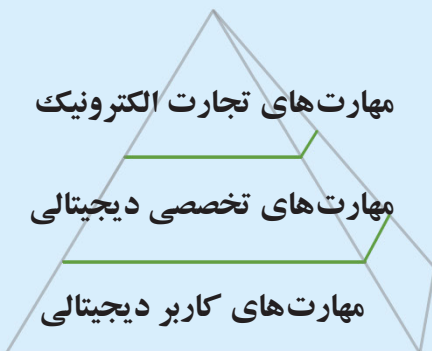 مهارت‌های تجارت الکترونیک
مهارت‌های تخصصی دیجیتالی
مهارت‌های کاربر دیجیتالی